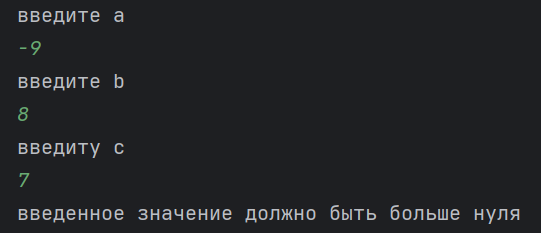 введите a
-9
введите b
8
введиту c
7
введенное значение должно быть больше нуля